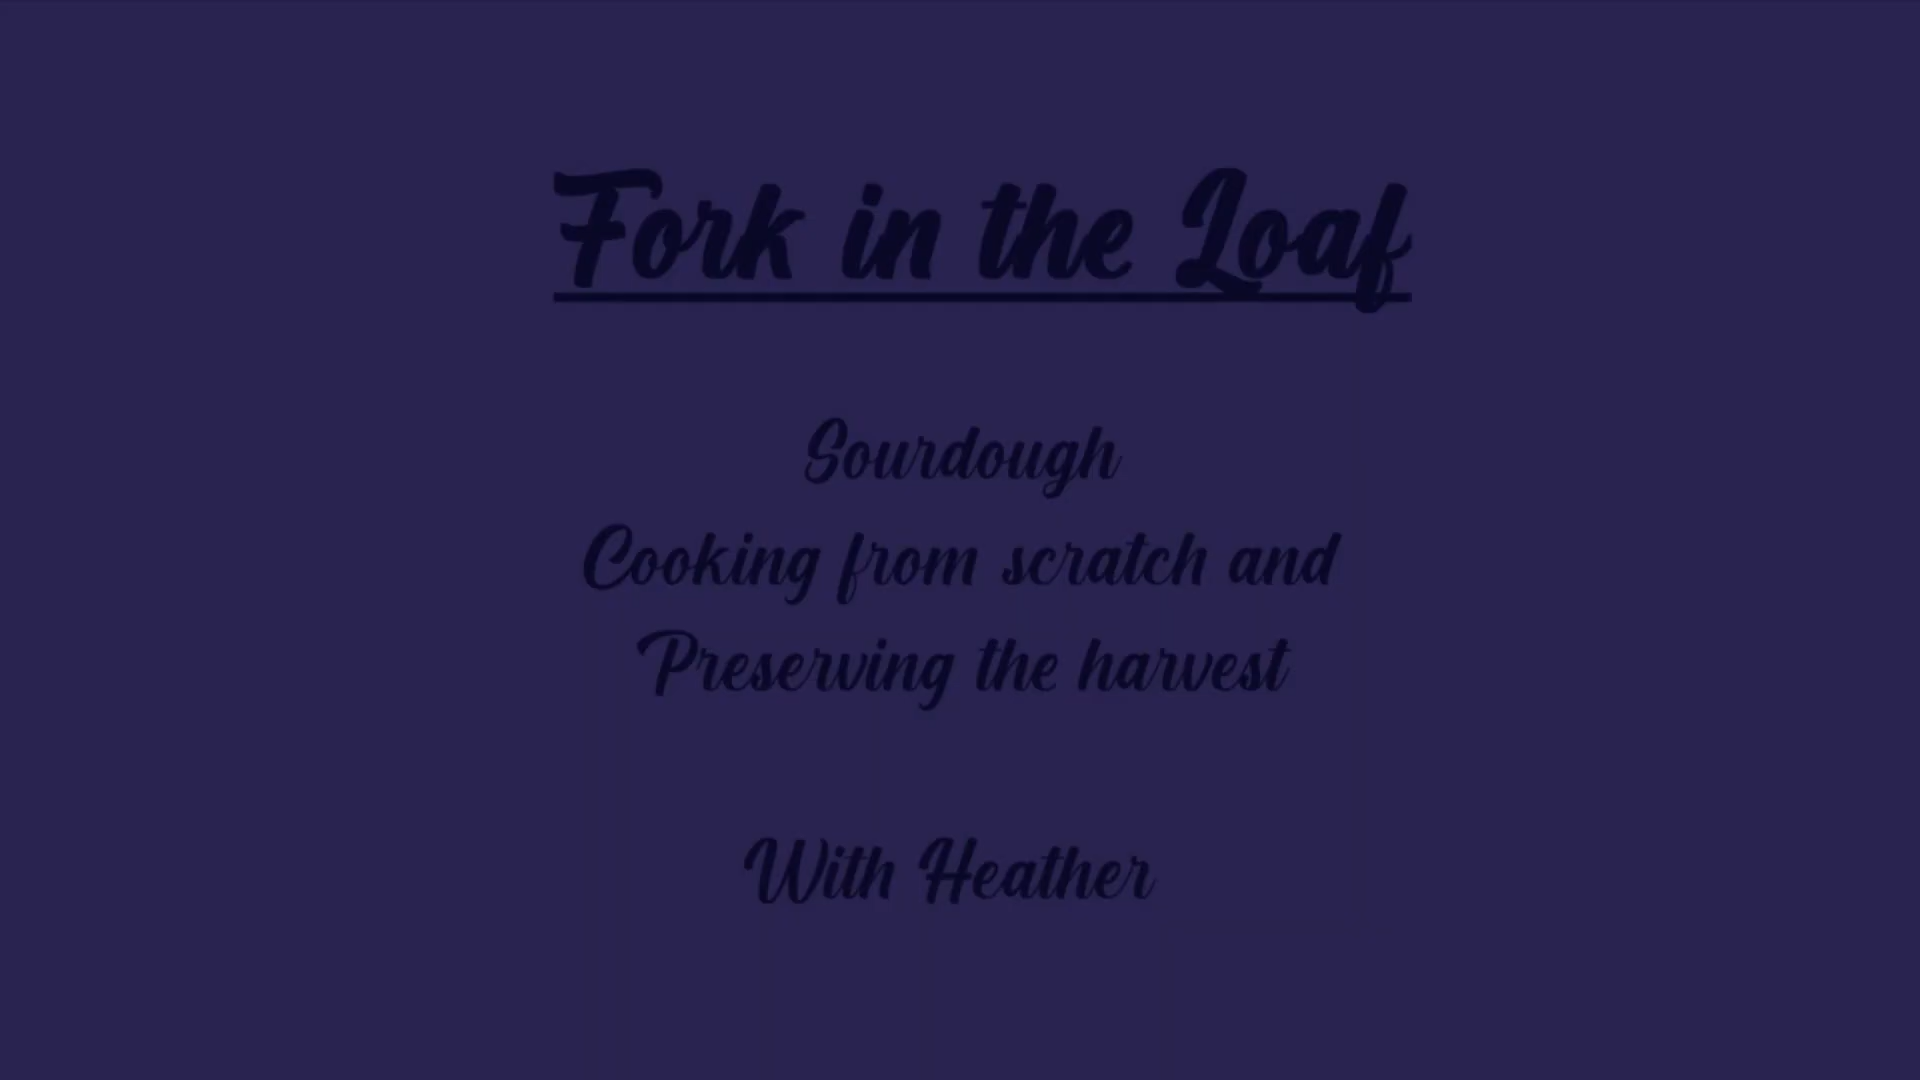 Fork in the Loaf
Sourdough
Cooking from scratch and
Preserving the harvest
With Heather